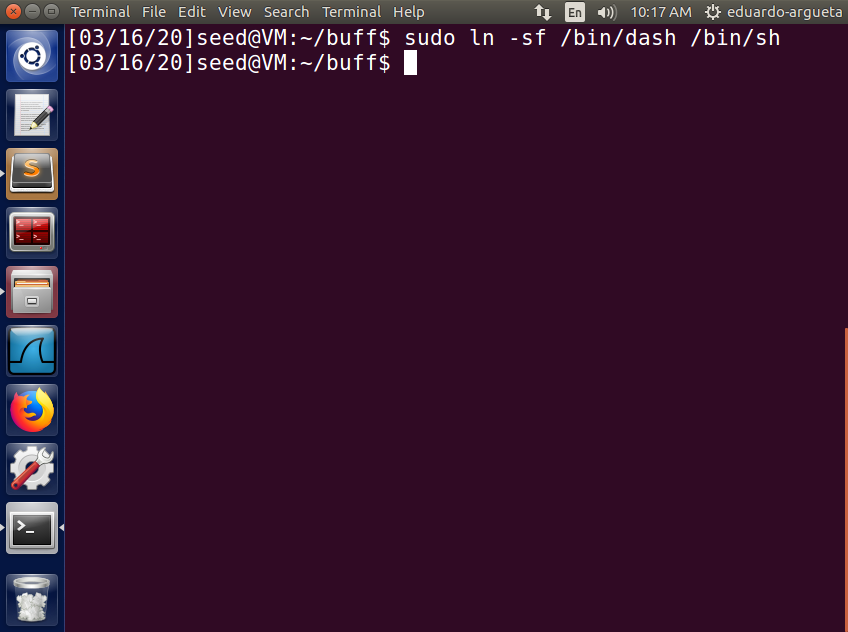 Terminal File Edit View Search Terminal Help En 10:17 AM eduardo-argueta
[03/16/20]seed@VM:~/buff$ sudo ln -sf /bin/dash /bin/sh
[03/16/20]seed@VM:~/buff$